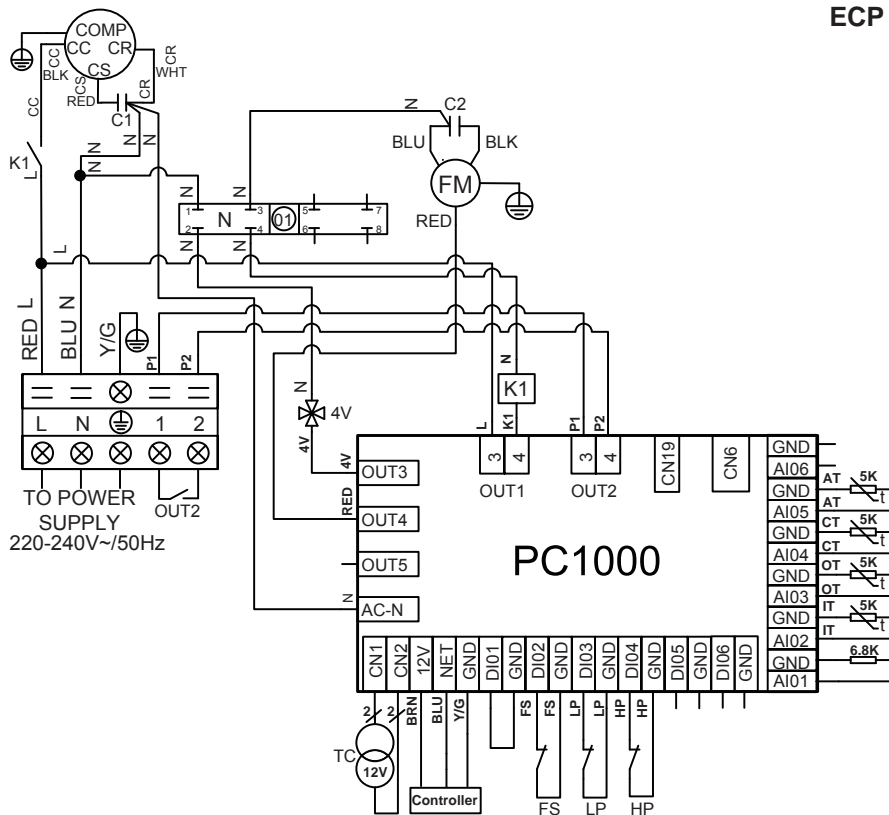 ECP
COMP
CC CR
CS
CC
BLK
CS
RED
CR
WHT
CR
C1
CC
N
N
N
N
N
K1
L
N
C2
BLU
BLK
FM
RED
N
N
1
2
N
3
4
01
5
6
7
8
N
N
L
RED L
BLU N
Y/G
P1
P2
L N 1 2
TO POWER
SUPPLY
220-240V~/50Hz
OUT2
N
4V
4V
4V
RED
N
N
K1
L
K1
P1
P2
3 4
OUT1
3 4
OUT2
CN19
CN6
OUT3
OUT4
OUT5
AC-N
PC1000
GND
AI06
GND
AI05
GND
AI04
GND
AI03
GND
AI02
GND
AI01
AT 5K
t
AT
CT 5K
t
CT
OT 5K
t
OT
IT 5K
t
IT
6.8K
CN1 CN2 12V NET GND DI01 GND DI02 GND DI03 GND DI04 GND DI05 GND DI06 GND
2 2 BRN BLU Y/G FS FS LP LP HP HP
TC
12V
Controller
FS LP HP